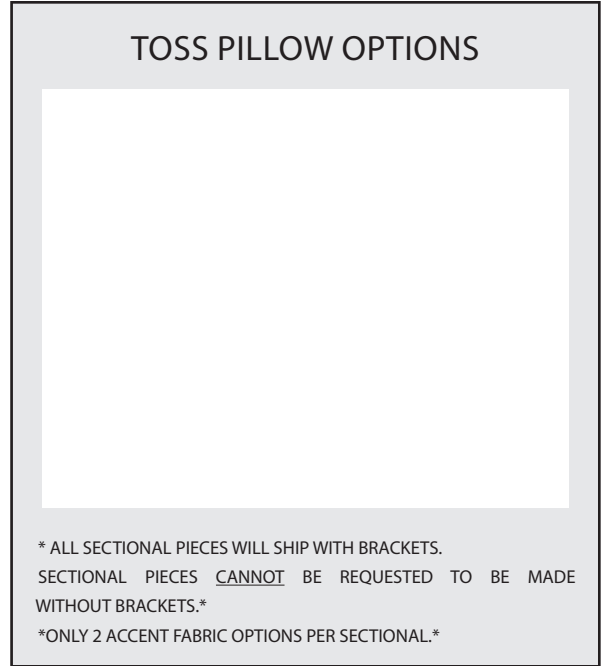 TOSS PILLOW OPTIONS
* ALL SECTIONAL PIECES WILL SHIP WITH BRACKETS.
SECTIONAL PIECES CANNOT BE REQUESTED TO BE MADE
WITHOUT BRACKETS.*
*ONLY 2 ACCENT FABRIC OPTIONS PER SECTIONAL.*